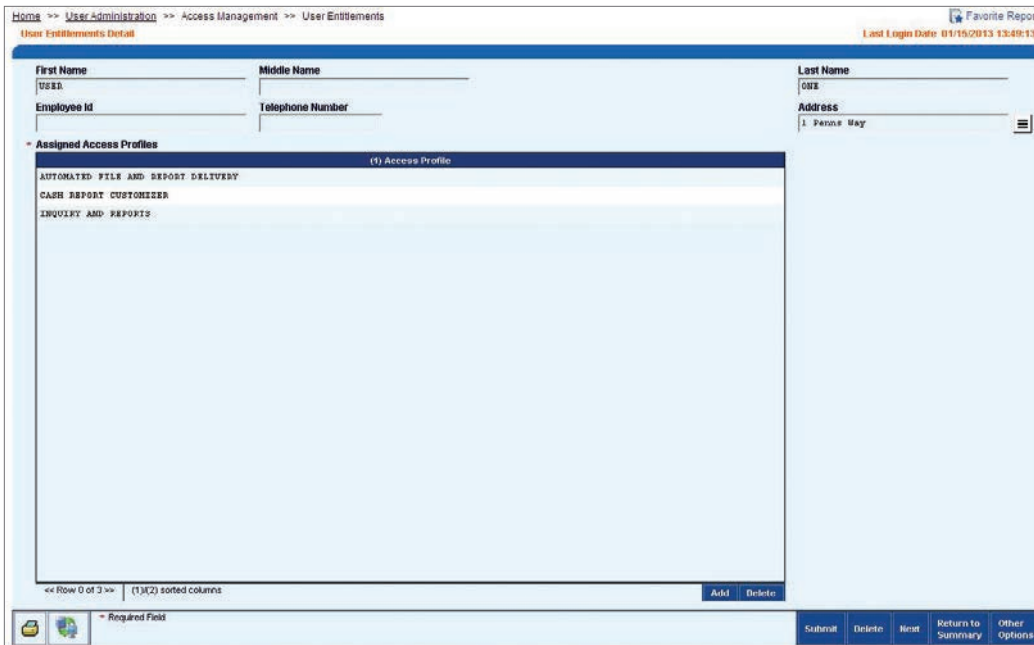 Home >> User Administration >> Access Management >> User Entitlements
Favorite Repor
User Entitlements Detail
Last Login Date 01/15/2013 13:49:13
First Name
Middle Name
Last Name
USER
ONE
Employee Id
Telephone Number
Address
1 Penns Way
* Assigned Access Profiles
(1) Access Profile
AUTOMATED FILE AND REPORT DELIVERY
CASH REPORT CUSTOMIZER
INQUIRY AND REPORTS
<< Row 0 of 3 >> (1)/(2) sorted columns
Add Delete
* Required Field
Submit Delete Next Return to Summary Other Options